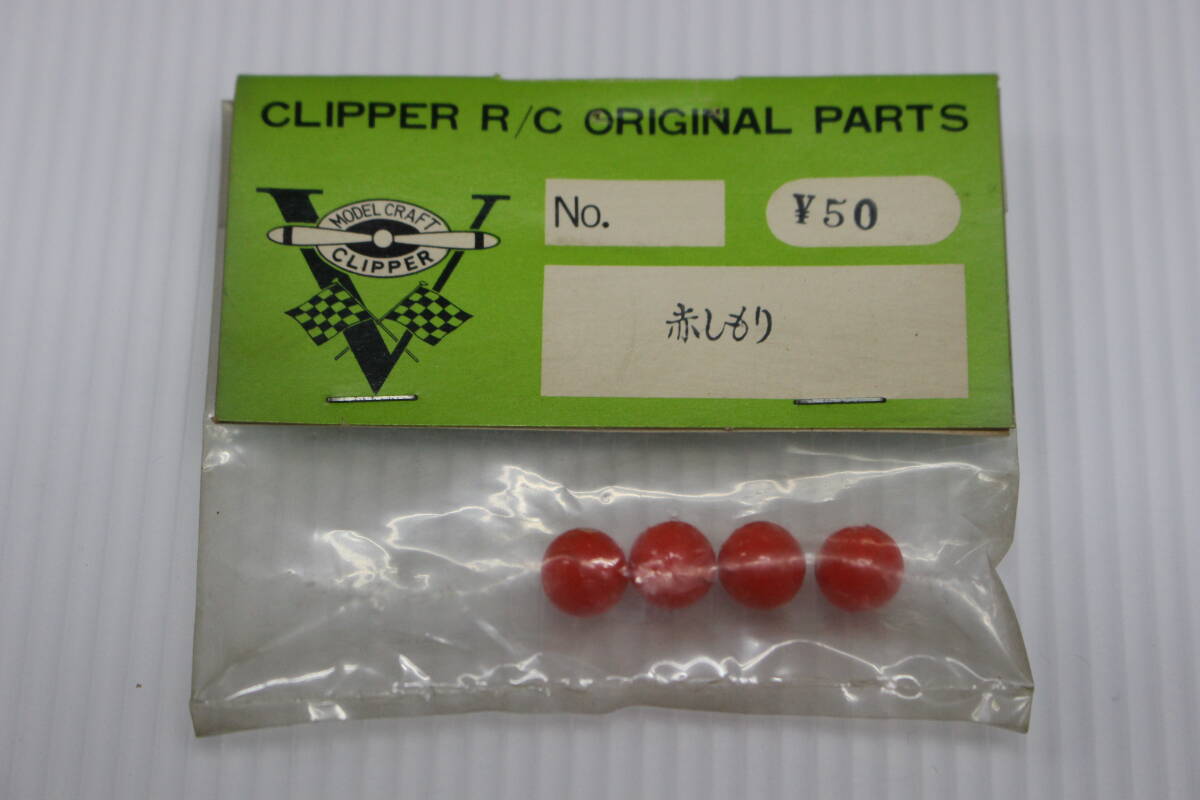 CLIPPER R/C ORIGINAL PARTS
MODEL CRAFT
CLIPPER
No.
¥50
赤しもり